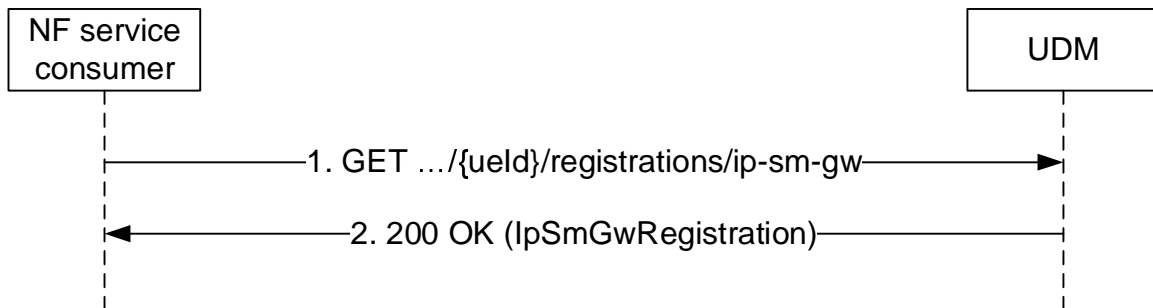 NF service
consumer
UDM
1. GET …/{ueId}/registrations/ip-sm-gw
2. 200 OK (IpSmGwRegistration)